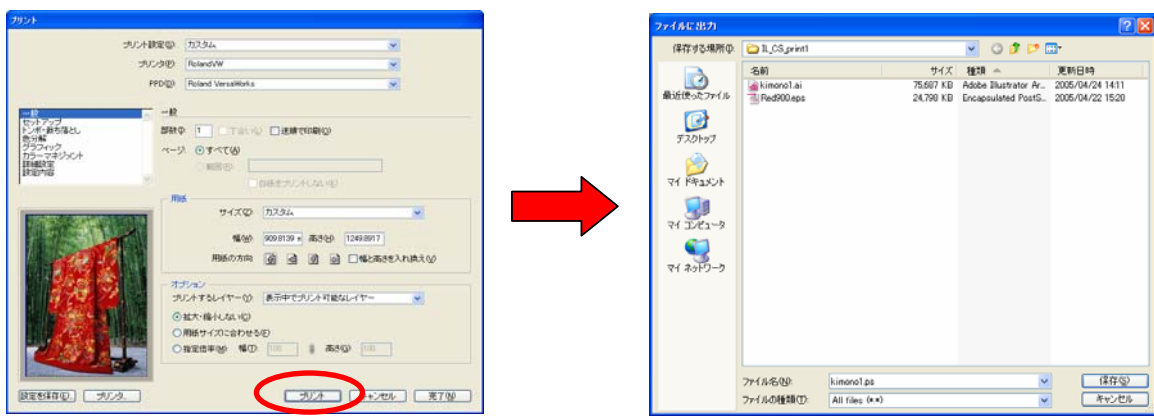 プリント
プリント設定(S): カスタム
プリンタ(P): RolandVW
PPD(D): Roland VersaWorks
一般
セットアップ
トンボ・裁ち落とし
色分解
グラフィック
カラーマネジメント
詳細設定
設定内容
一般
部数(I): 1 丁合い(L) 逆順で印刷(O)
ページ: すべて(A)
範囲(G):
白紙をプリントしない(K)
用紙
サイズ(Z): カスタム
幅(W): 909.8139 高さ(H): 1249.8917
用紙の方向: 幅と高さを入れ換え(V)
オプション
プリントするレイヤー(Y): 表示中でプリント可能なレイヤー
拡大・縮小しない(C)
用紙サイズに合わせる(F)
指定倍率(M) 幅(T): 100 高さ(Q): 100
設定を保存(E)... プリンタ... プリント キャンセル 完了(N)
ファイルに出力
保存する場所(I): IL_CS_print1
名前 サイズ 種類 更新日時
kimono1.ai 75,687 KB Adobe Illustrator Ar... 2005/04/24 14:11
Red900.eps 24,798 KB Encapsulated PostS... 2005/04/22 15:20
最近使ったファイル
デスクトップ
マイ ドキュメント
マイ コンピュータ
マイ ネットワーク
ファイル名(N): kimono1.ps 保存(S)
ファイルの種類(T): All files (*.*) キャンセル